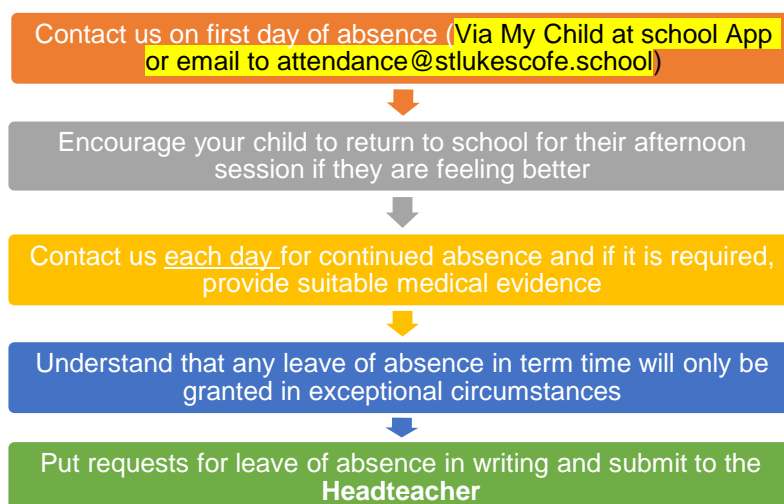 Contact us on first day of absence (Via My Child at school App
or email to attendance@stlukescofe.school)
Encourage your child to return to school for their afternoon
session if they are feeling better
Contact us each day for continued absence and if it is required,
provide suitable medical evidence
Understand that any leave of absence in term time will only be
granted in exceptional circumstances
Put requests for leave of absence in writing and submit to the
Headteacher